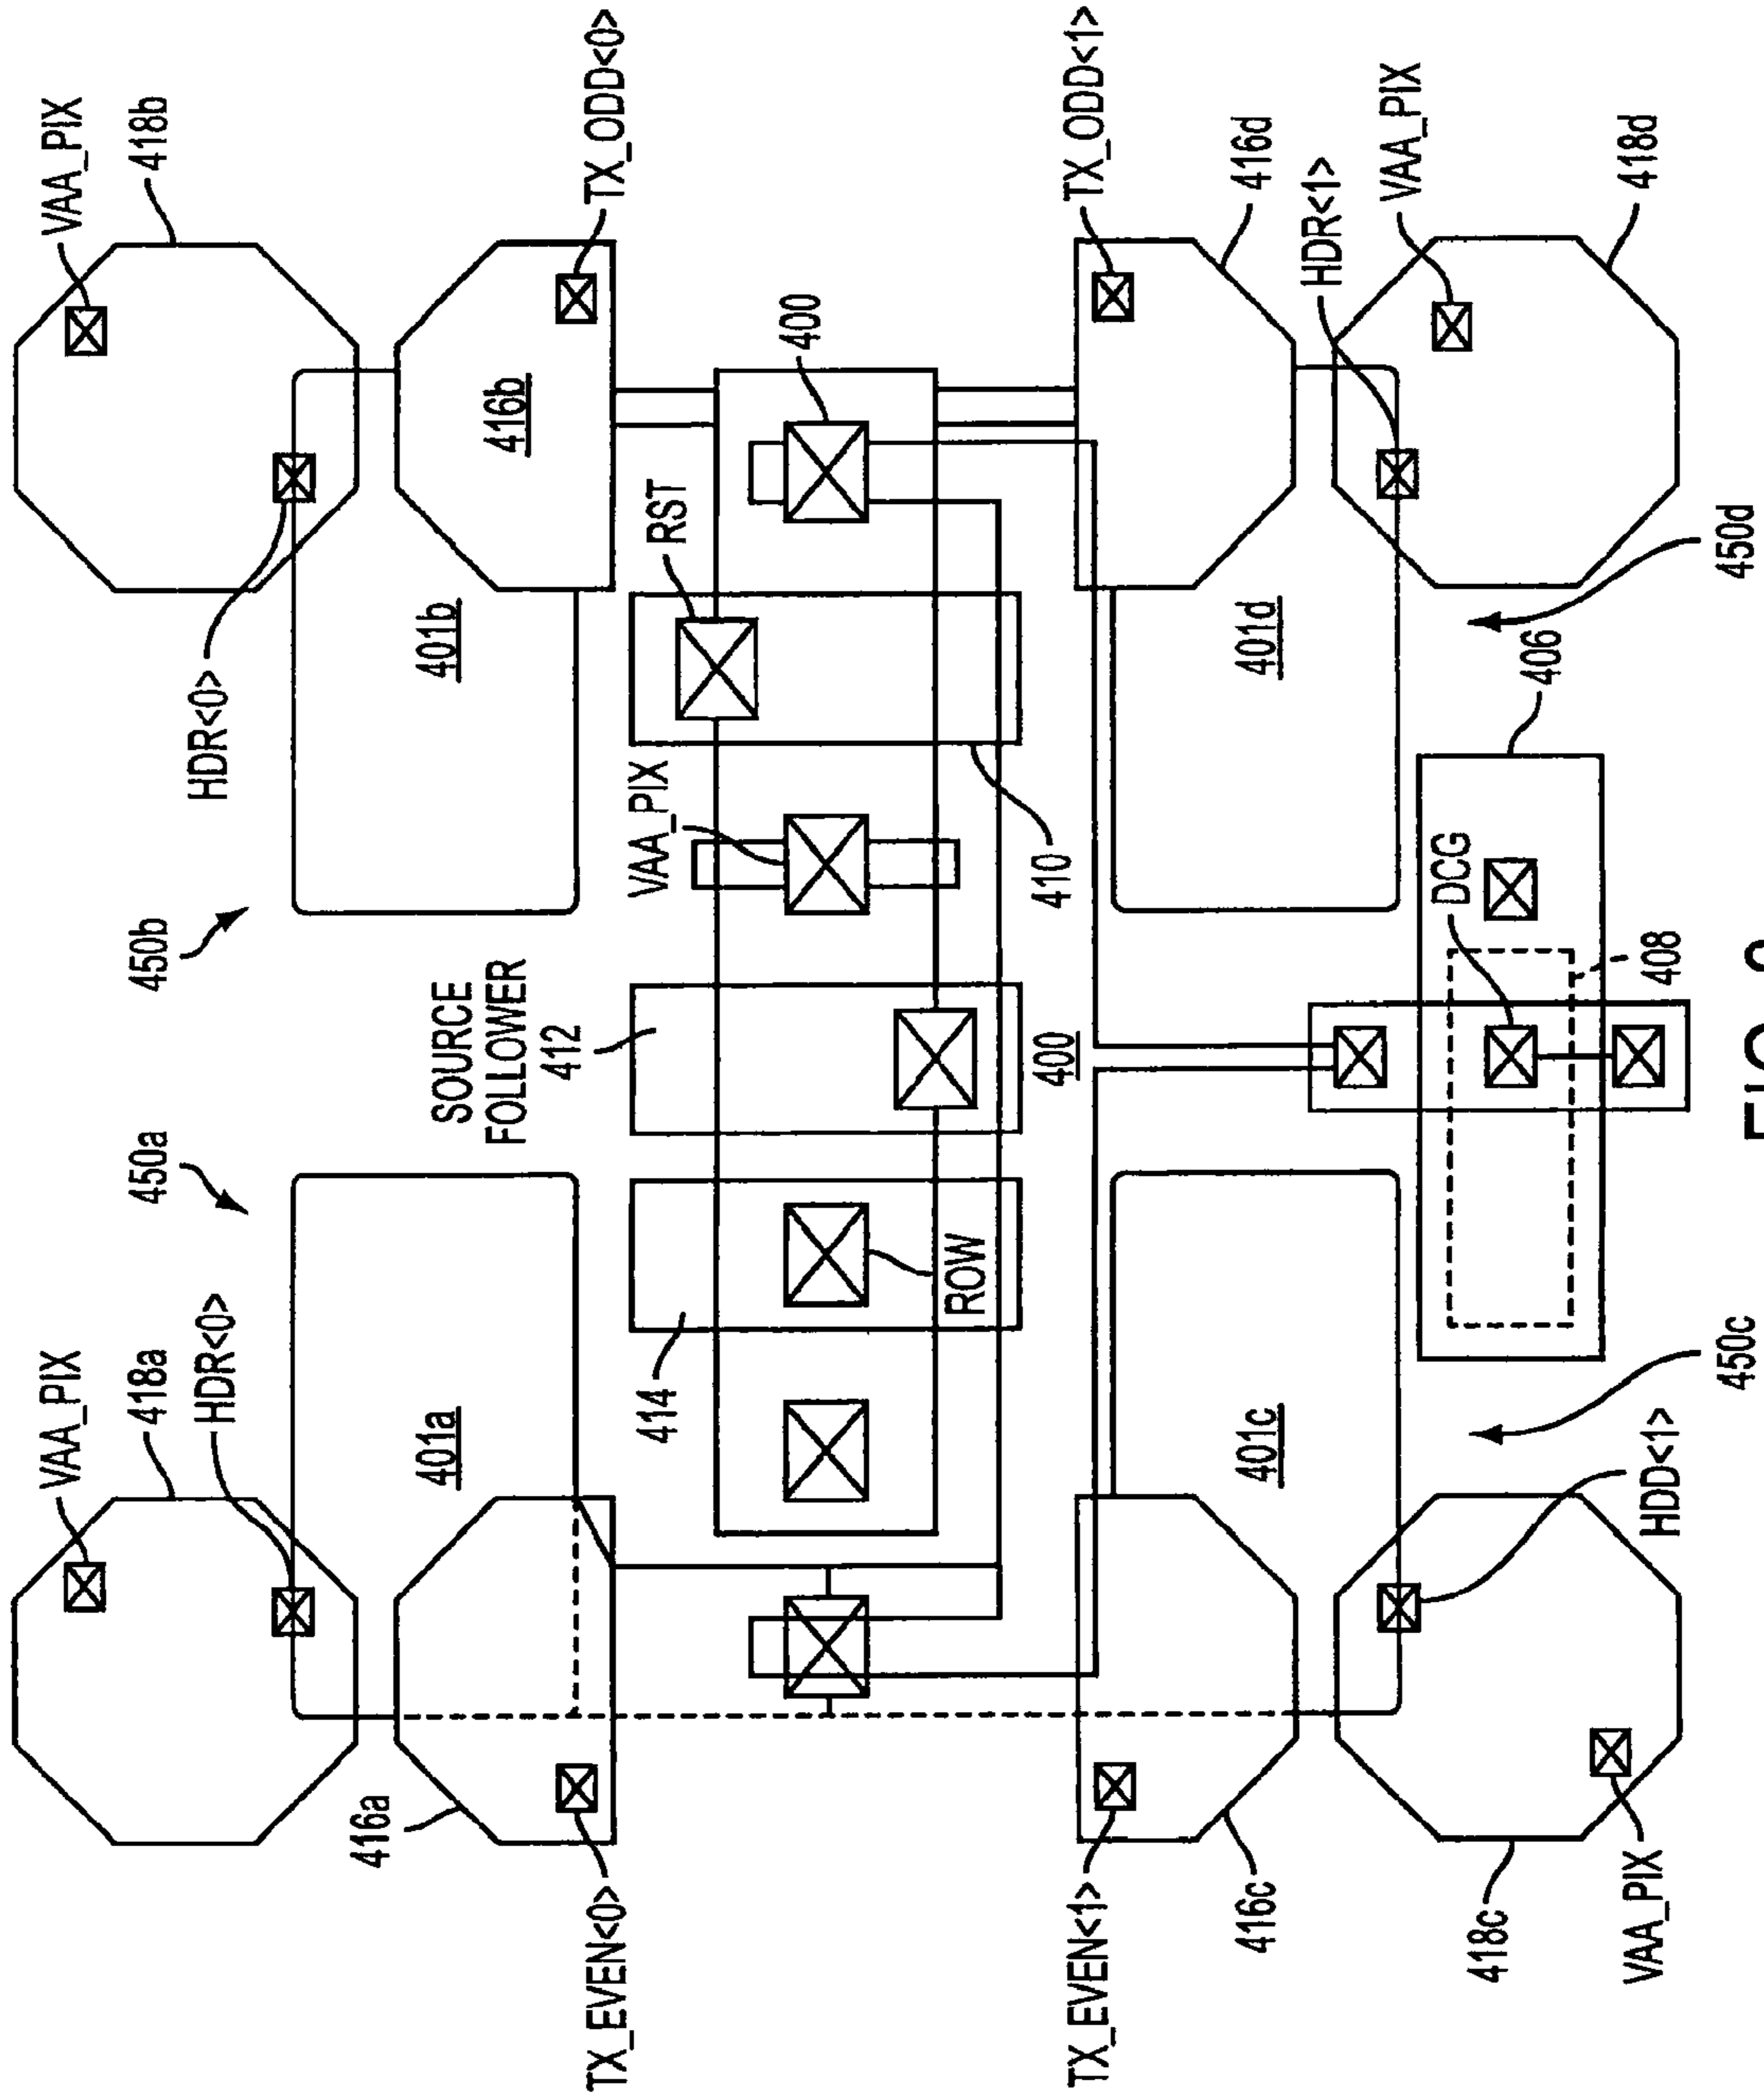 VAA_PIX
VAA_PIX
418a
450a
450b
418b
HDR<0>
HDR<0>
416a
401a
SOURCE
FOLLOWER
412
401b
416b
TX_EVEN<0>
TX_ODD<0>
414
VAA_PIX
RST
400
ROW
400
410
TX_EVEN<1>
TX_ODD<1>
416c
401c
401d
416d
HDR<1>
VAA_PIX
DCG
418c
406
418d
VAA_PIX
HDD<1>
408
450c
450d
FIG.